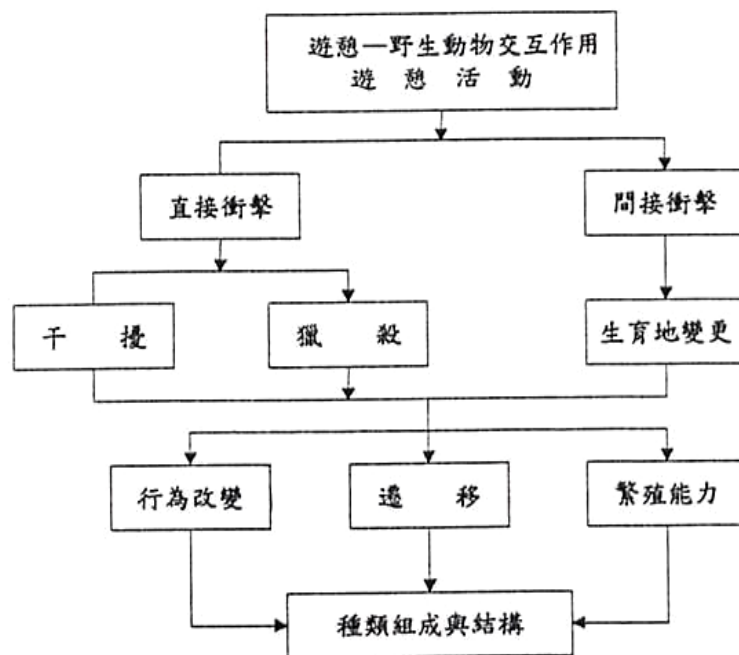 遊憩—野生動物交互作用
遊憩活動
直接衝擊
間接衝擊
干擾
獵殺
生育地變更
行為改變
遷移
繁殖能力
種類組成與結構